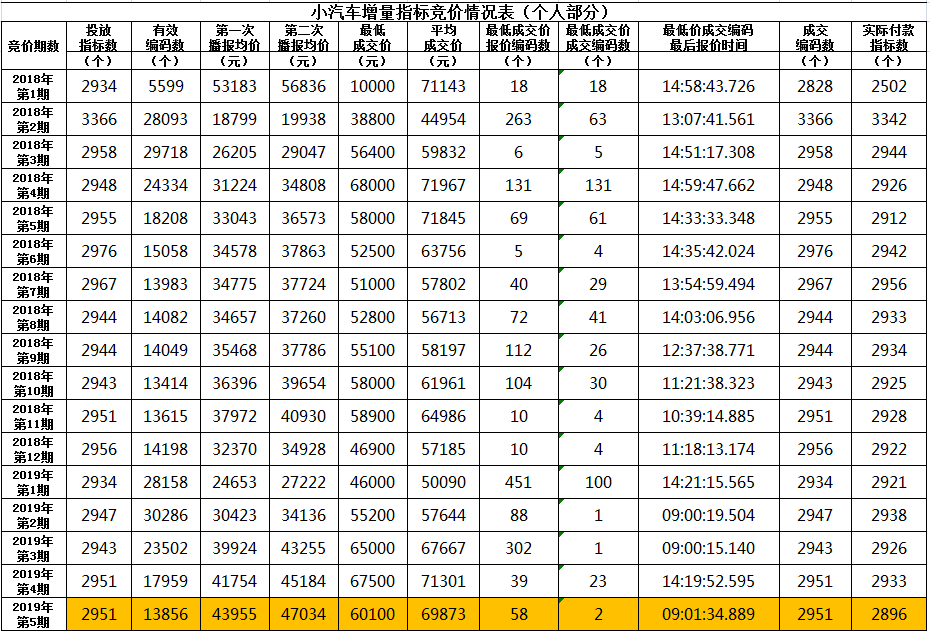 小汽车增量指标竞价情况表（个人部分）
竞价期数 投放指标数（个） 有效编码数（个） 第一次播报均价（元） 第二次播报均价（元） 最低成交价（元） 平均成交价（元） 最低成交价报价编码数（个） 最低成交价成交编码数（个） 最低价成交编码最后报价时间 成交编码数（个） 实际付款指标数（个）
2018年第1期 2934 5599 53183 56836 10000 71143 18 18 14:58:43.726 2828 2502
2018年第2期 3366 28093 18799 19938 38800 44954 263 63 13:07:41.561 3366 3342
2018年第3期 2958 29718 26205 29047 56400 59832 6 5 14:51:17.308 2958 2944
2018年第4期 2948 24334 31224 34808 68000 71967 131 131 14:59:47.662 2948 2926
2018年第5期 2955 18208 33043 36573 58000 71845 69 61 14:33:33.348 2955 2912
2018年第6期 2976 15058 34578 37863 52500 63756 5 4 14:35:42.024 2976 2942
2018年第7期 2967 13983 34775 37724 51000 57802 40 29 13:54:59.494 2967 2956
2018年第8期 2944 14082 34657 37260 52800 56713 72 41 14:03:06.956 2944 2933
2018年第9期 2944 14049 35468 37786 55100 58197 112 26 12:37:38.771 2944 2934
2018年第10期 2943 13414 36396 39654 58000 61961 104 30 11:21:38.323 2943 2925
2018年第11期 2951 13615 37972 40930 58900 64986 10 4 10:39:14.885 2951 2928
2018年第12期 2956 14198 32370 34928 46900 57185 10 4 11:18:13.174 2956 2922
2019年第1期 2934 28158 24653 27222 46000 50090 451 100 14:21:15.565 2934 2921
2019年第2期 2947 30286 30423 34136 55200 57644 88 1 09:00:19.504 2947 2938
2019年第3期 2943 23502 39924 43255 65000 67667 302 1 09:00:15.140 2943 2926
2019年第4期 2951 17959 41754 45184 67500 71301 39 23 14:19:52.595 2951 2933
2019年第5期 2951 13856 43955 47034 60100 69873 58 2 09:01:34.889 2951 2896